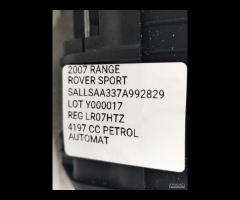 2007 RANGE
ROVER SPORT
SALLSAA337A992829
LOT Y000017
REG LR07HTZ
4197 CC PETROL
AUTOMAT